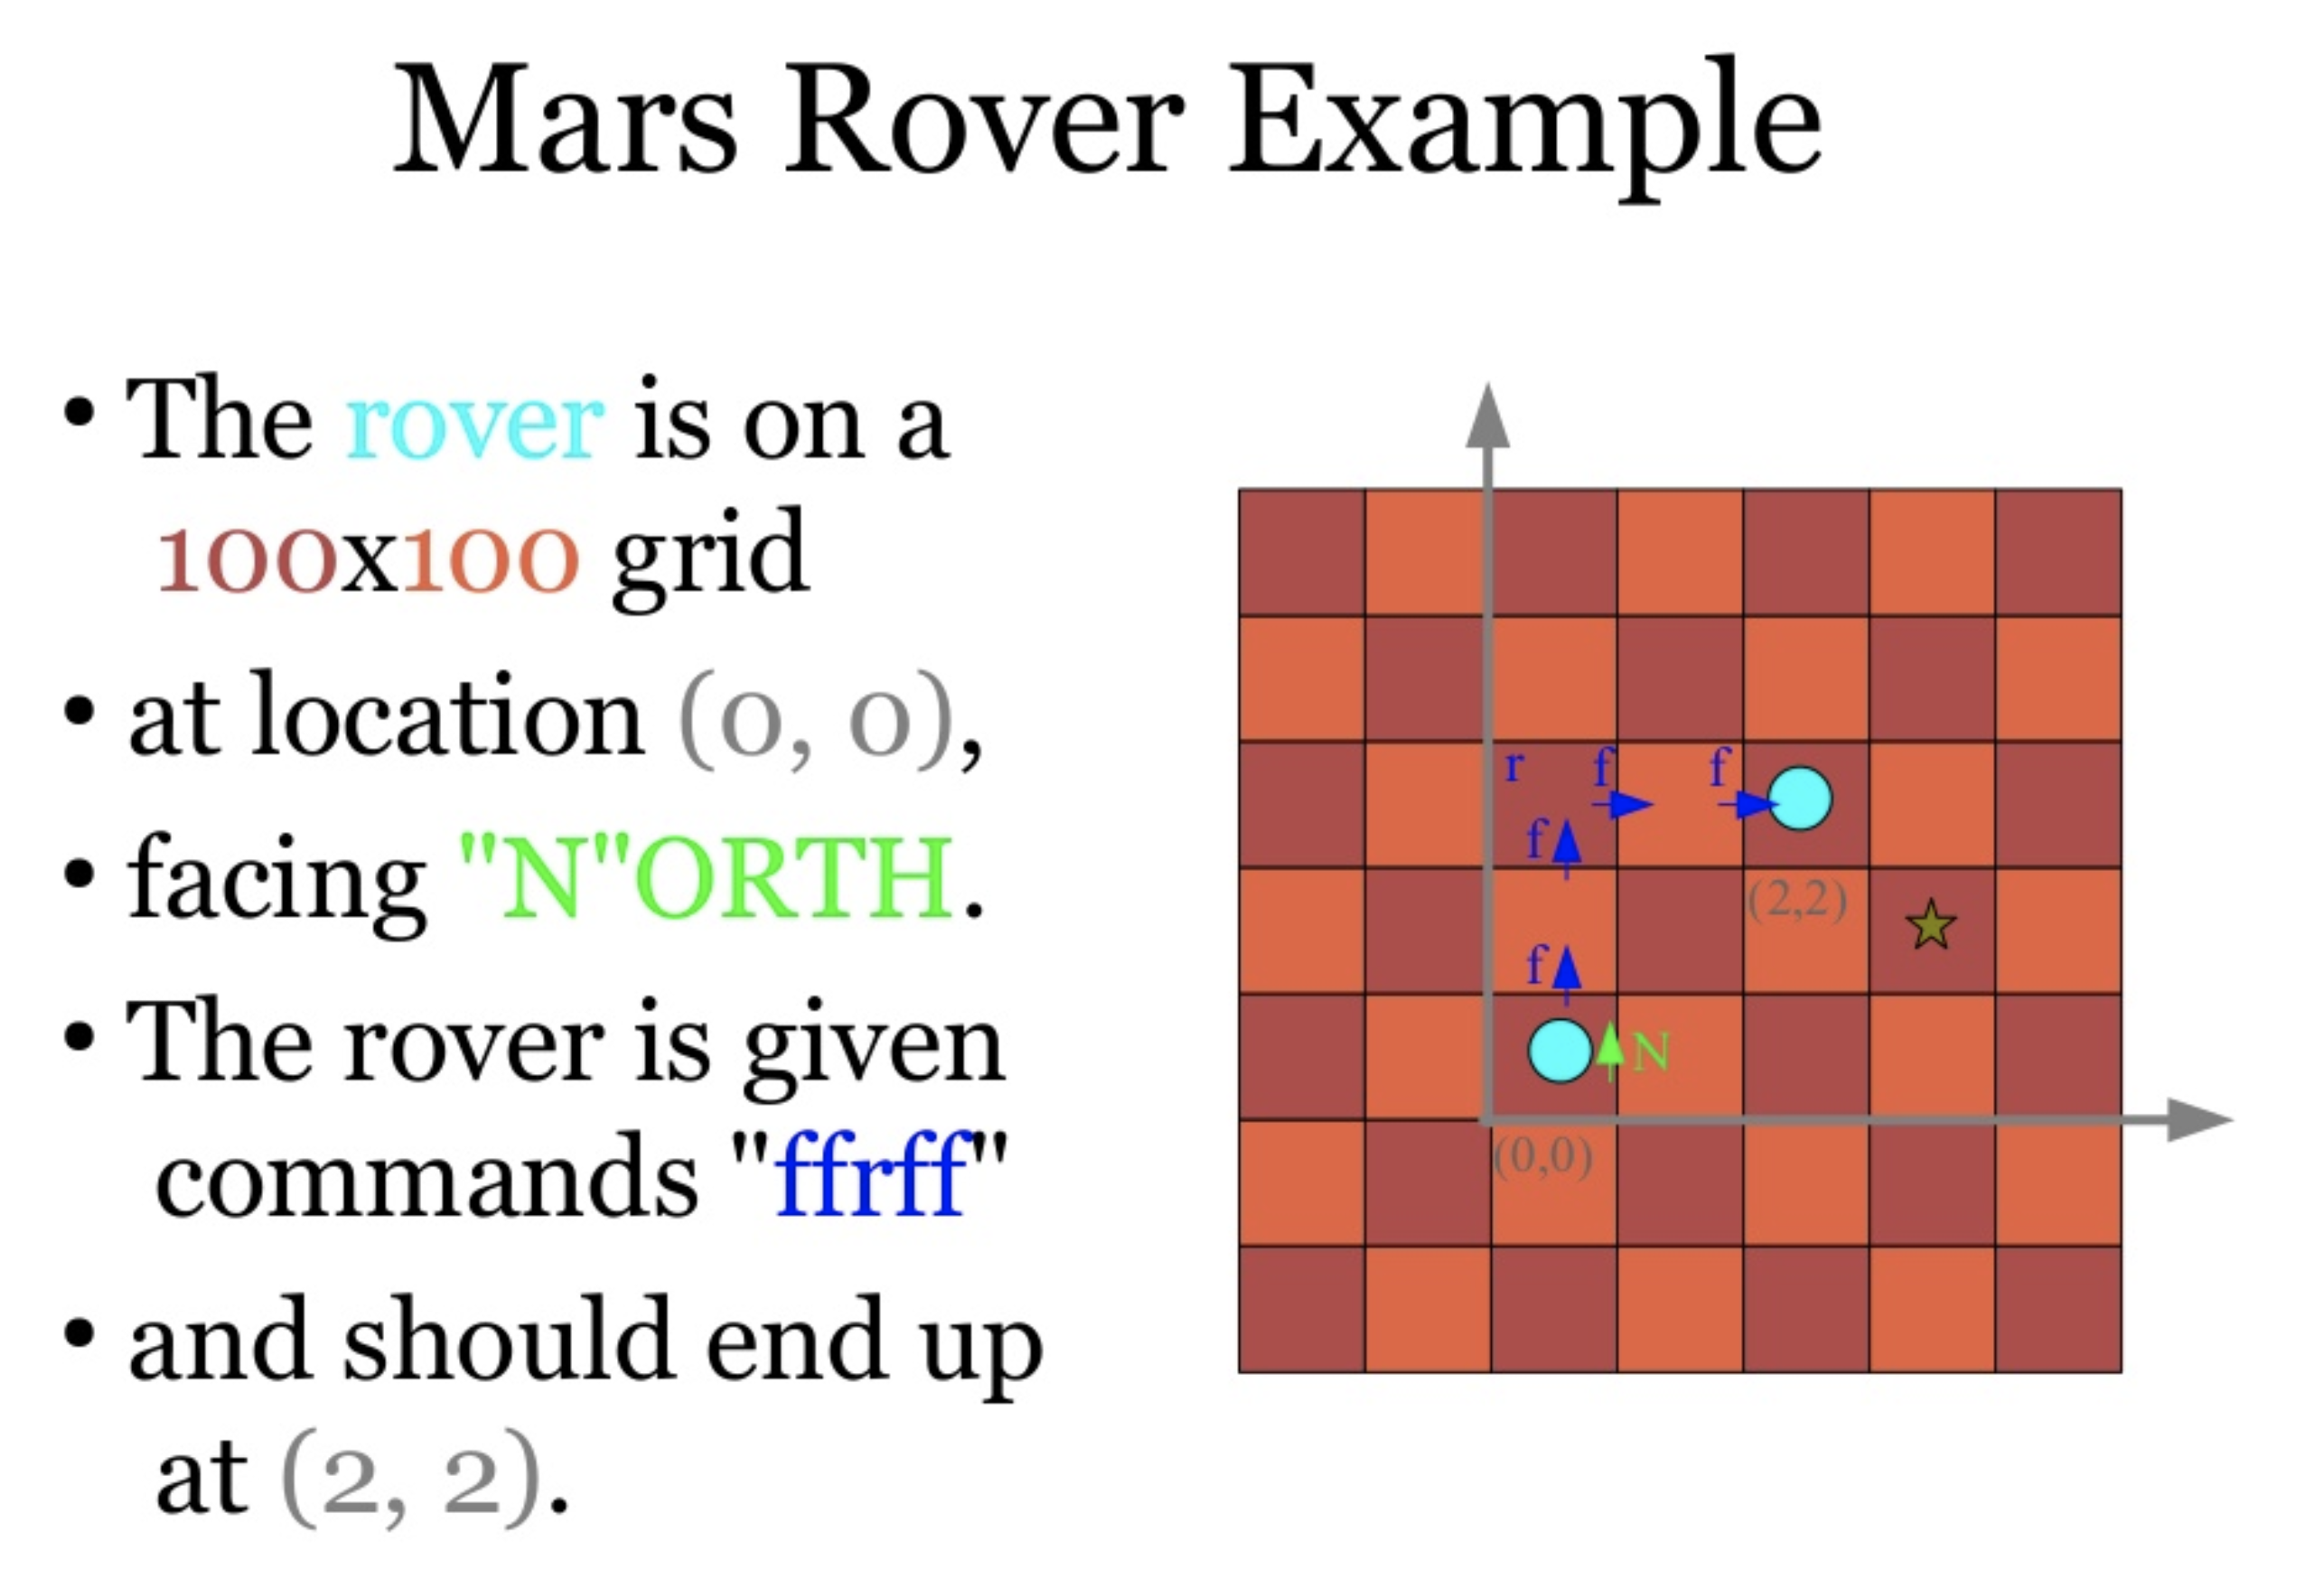 Mars Rover Example
• The rover is on a
100x100 grid
• at location (0, 0),
• facing "N"ORTH.
• The rover is given
commands "ffrff"
• and should end up
at (2, 2).
r f f
f
(2,2)
f
N
(0,0)